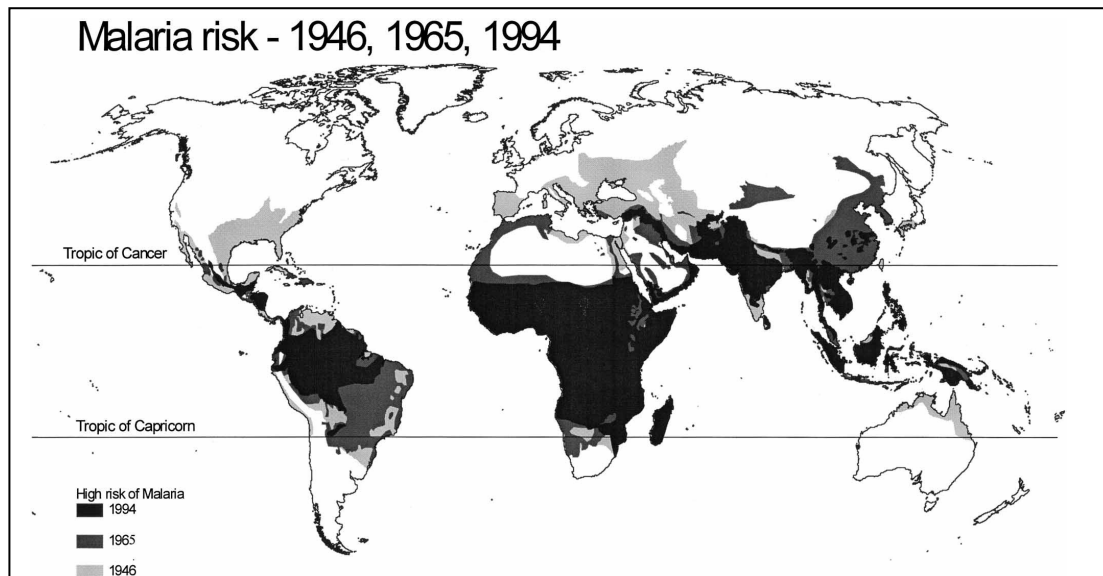 Malaria risk - 1946, 1965, 1994
Tropic of Cancer
Tropic of Capricorn
High risk of Malaria
1994
1965
1946